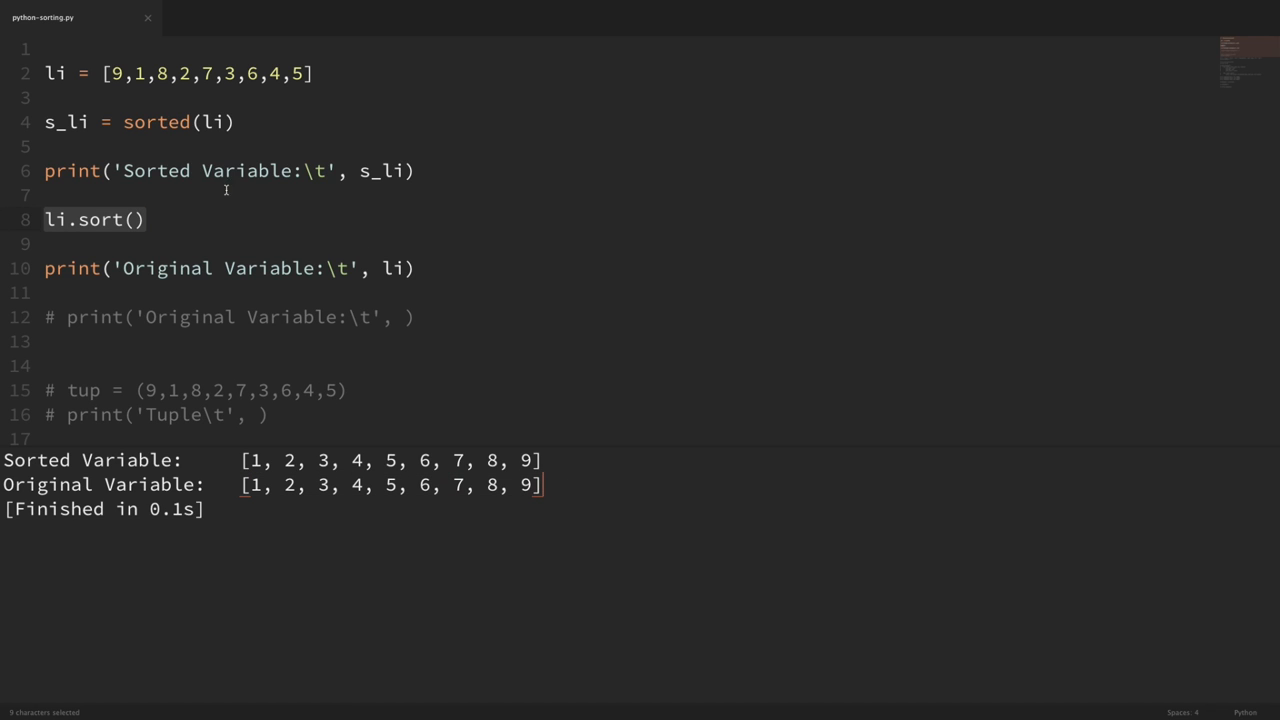 python-sorting.py ×
1
2 li = [9,1,8,2,7,3,6,4,5]
3
4 s_li = sorted(li)
5
6 print('Sorted Variable:\t', s_li)
7
8 li.sort()
9
10 print('Original Variable:\t', li)
11
12 # print('Original Variable:\t', )
13
14
15 # tup = (9,1,8,2,7,3,6,4,5)
16 # print('Tuple\t', )
17
Sorted Variable: [1, 2, 3, 4, 5, 6, 7, 8, 9]
Original Variable: [1, 2, 3, 4, 5, 6, 7, 8, 9]
[Finished in 0.1s]
9 characters selected Spaces: 4 Python